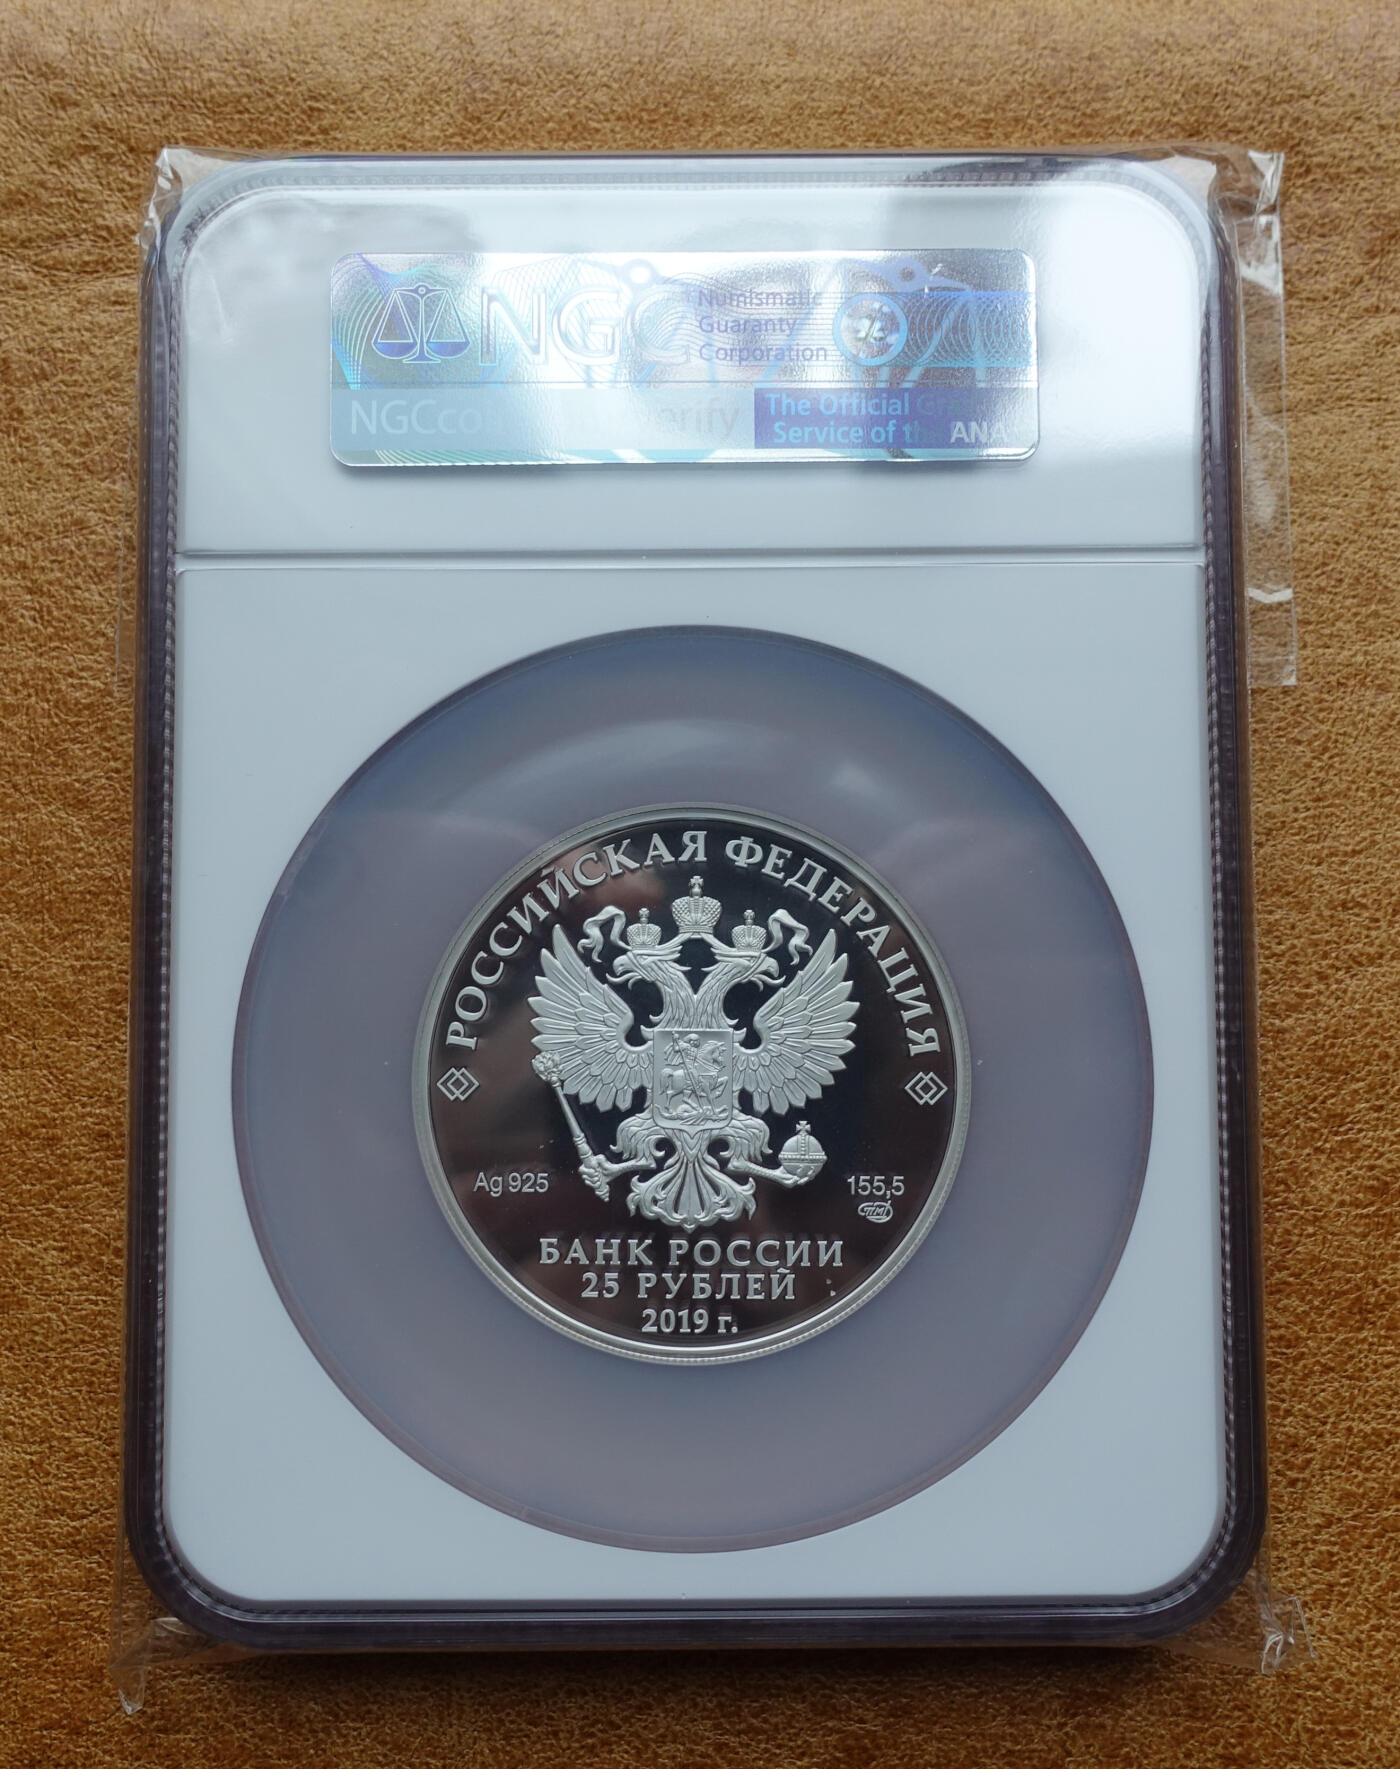 NGC
Numismatic
Guaranty
Corporation
The Official
Service of
ANA
РОССИЙСКАЯ ФЕДЕРАЦИЯ
Ag 925
155,5
БАНК РОССИИ
25 РУБЛЕЙ
2019 г.